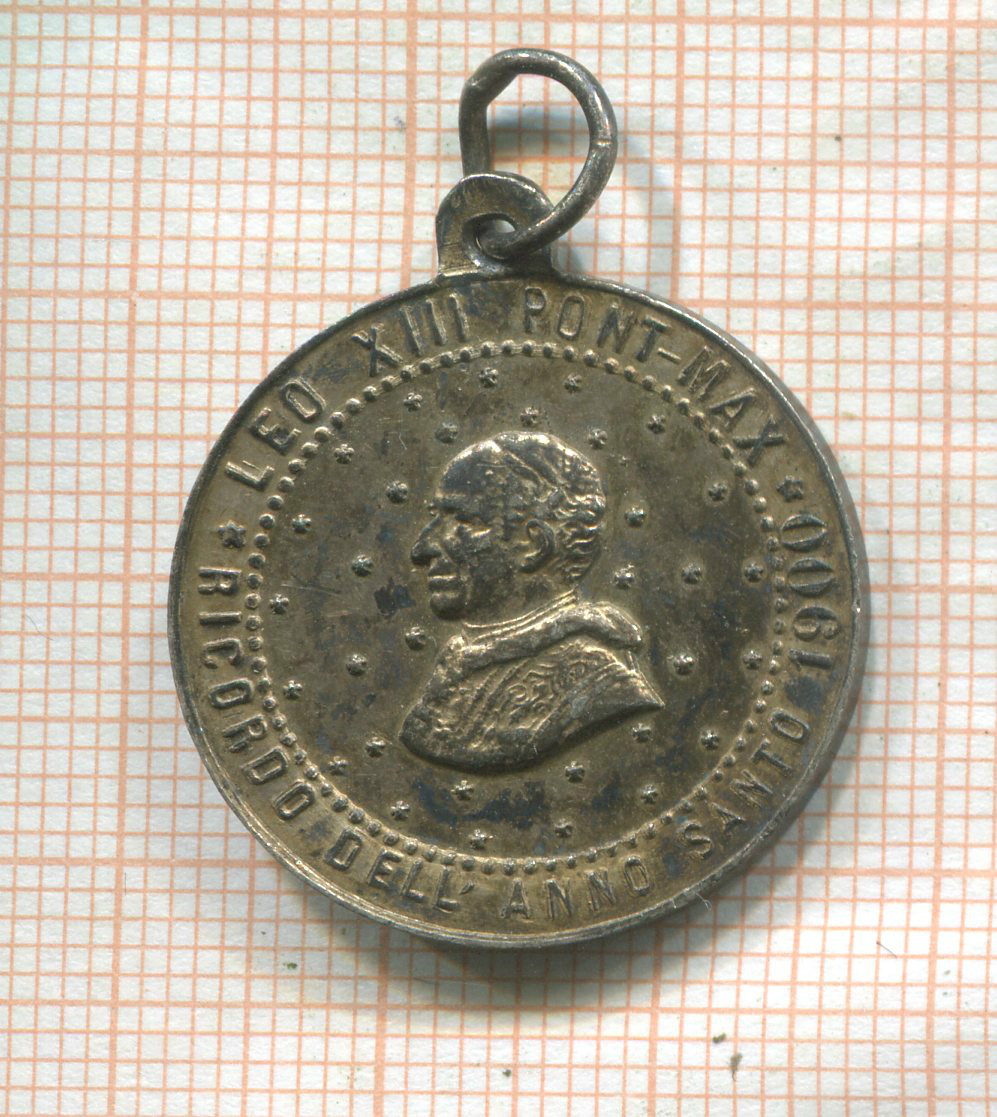 LEO XIII PONT-MAX
RICORDO DELL' ANNO SANTO 1900